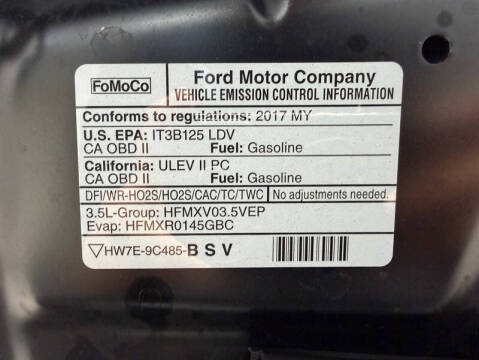 FoMoCo
Ford Motor Company
VEHICLE EMISSION CONTROL INFORMATION
Conforms to regulations: 2017 MY
U.S. EPA: IT3B125 LDV
CA OBD II Fuel: Gasoline
California: ULEV II PC
CA OBD II Fuel: Gasoline
DFI/WR-HO2S/HO2S/CAC/TC/TWC No adjustments needed.
3.5L-Group: HFMXV03.5VEP
Evap: HFMXR0145GBC
HW7E-9C485-B S V